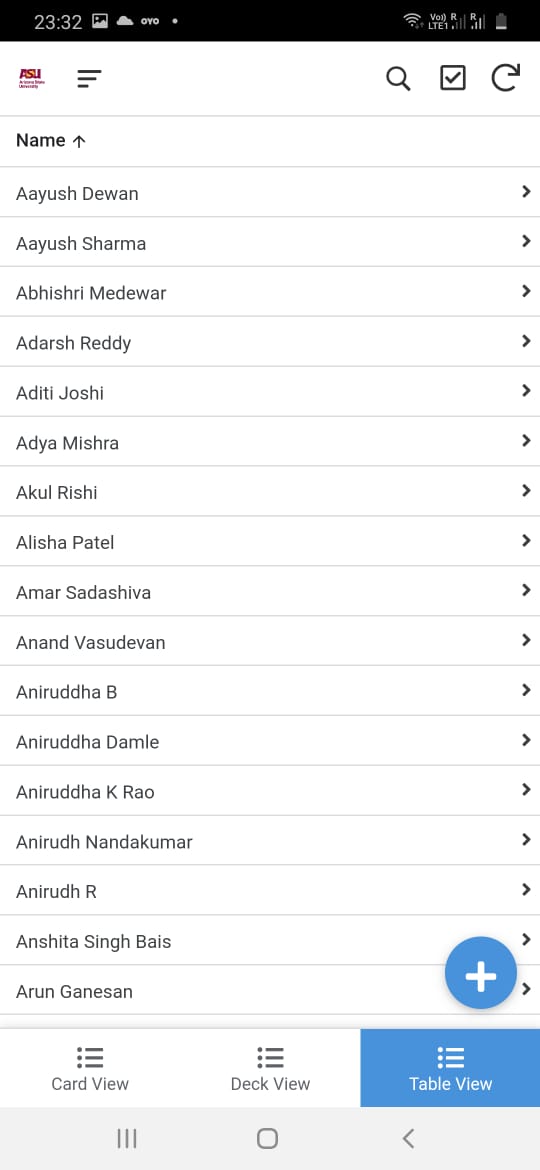 23:32 OYO Vo) R R
LTE1
ASU
Arizona State
University
Name ↑
Aayush Dewan
Aayush Sharma
Abhishri Medewar
Adarsh Reddy
Aditi Joshi
Adya Mishra
Akul Rishi
Alisha Patel
Amar Sadashiva
Anand Vasudevan
Aniruddha B
Aniruddha Damle
Aniruddha K Rao
Anirudh Nandakumar
Anirudh R
Anshita Singh Bais
Arun Ganesan
Card View Deck View Table View